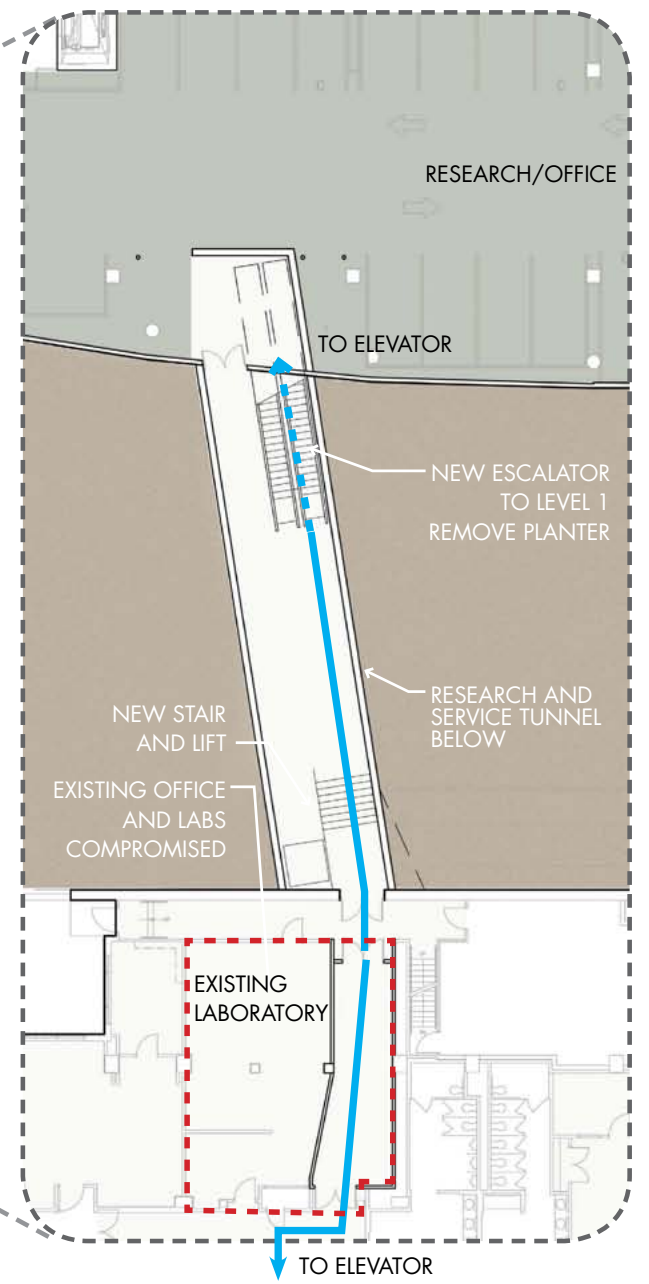 RESEARCH/OFFICE
TO ELEVATOR
NEW ESCALATOR
TO LEVEL 1
REMOVE PLANTER
RESEARCH AND
SERVICE TUNNEL
BELOW
NEW STAIR
AND LIFT
EXISTING OFFICE
AND LABS
COMPROMISED
EXISTING
LABORATORY
TO ELEVATOR